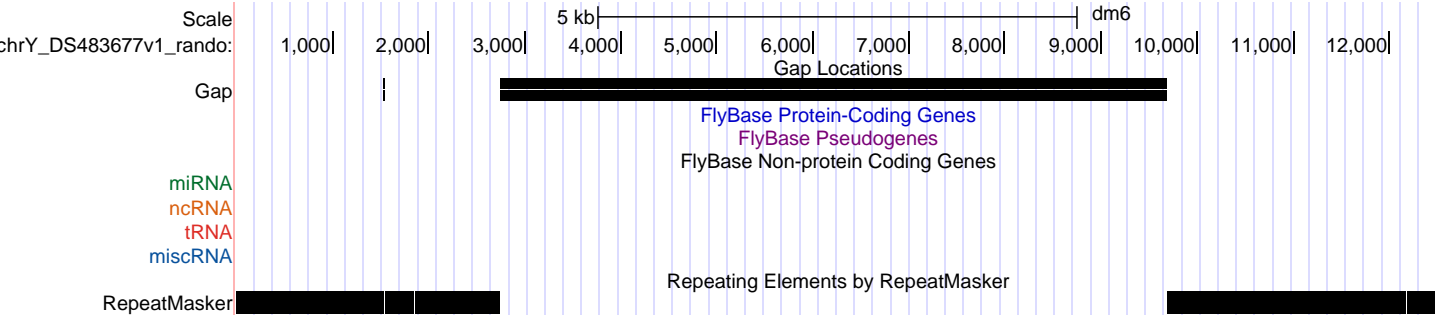 Scale 5 kb dm6
chrY_DS483677v1_rando: 1,000 2,000 3,000 4,000 5,000 6,000 7,000 8,000 9,000 10,000 11,000 12,000
Gap Locations
Gap
FlyBase Protein-Coding Genes
FlyBase Pseudogenes
FlyBase Non-protein Coding Genes
miRNA
ncRNA
tRNA
miscRNA
Repeating Elements by RepeatMasker
RepeatMasker